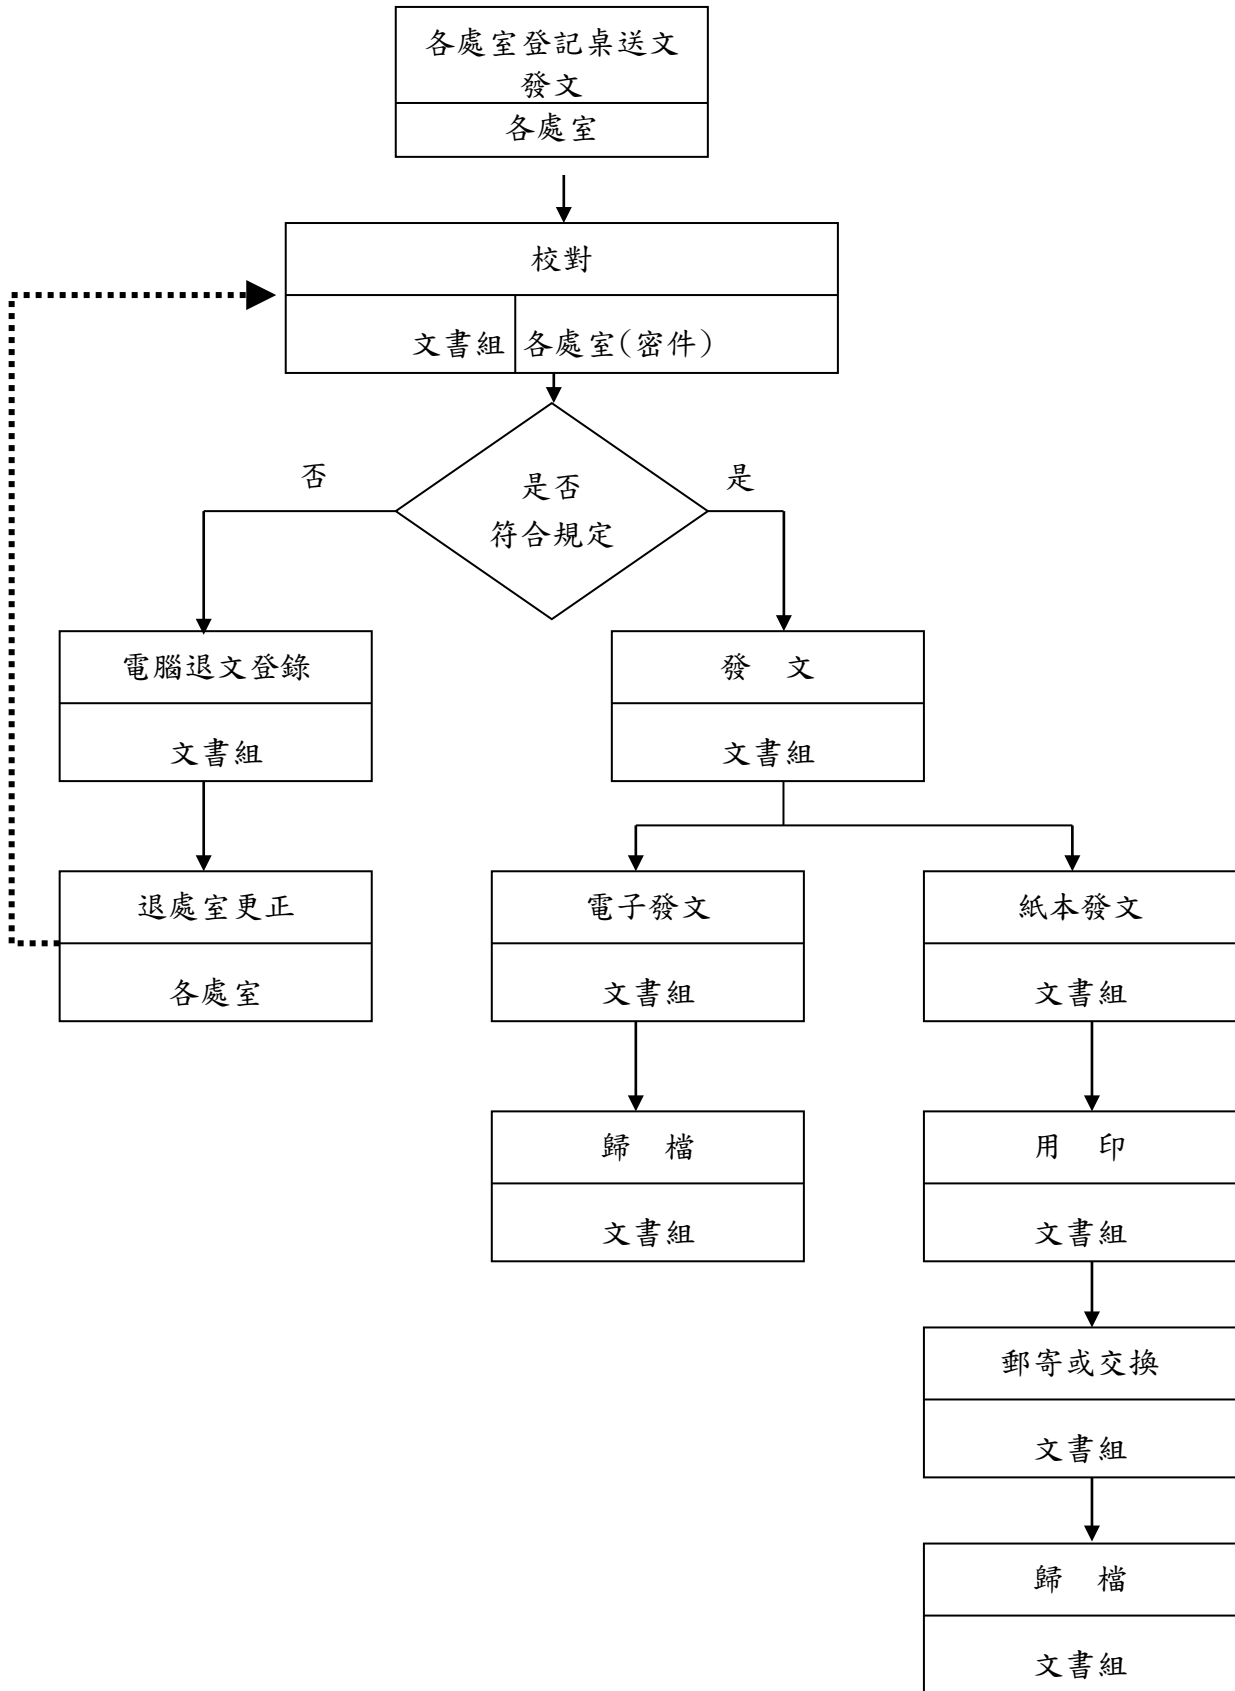 各處室登記桌送文
發文
各處室
校對
文書組 各處室(密件)
否
是
是否
符合規定
電腦退文登錄
文書組
發 文
文書組
退處室更正
各處室
電子發文
文書組
紙本發文
文書組
歸 檔
文書組
用 印
文書組
郵寄或交換
文書組
歸 檔
文書組